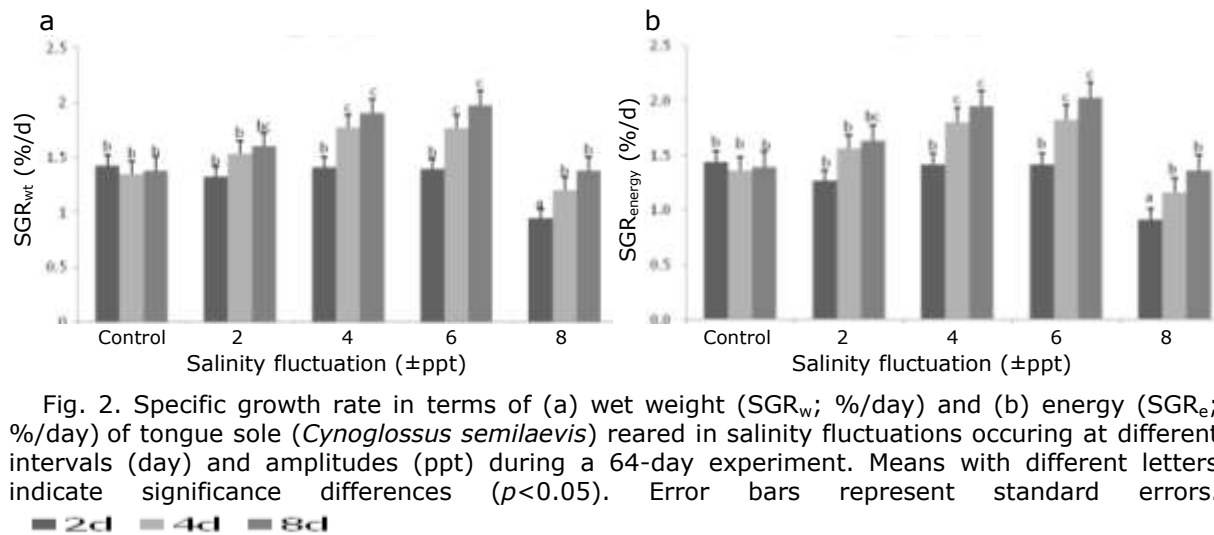 a
b
2.5
2
1.5
1
0.5
0
SGRwt (%/d)
b b b b b bc b c c b c c a b b
Control 2 4 6 8
Salinity fluctuation (±ppt)
2.5
2.0
1.5
1.0
0.5
0.0
SGRenergy (%/d)
b b b b b bc b c c b c c a b b
Control 2 4 6 8
Salinity fluctuation (±ppt)
Fig. 2. Specific growth rate in terms of (a) wet weight (SGRw; %/day) and (b) energy (SGRe;
%/day) of tongue sole (Cynoglossus semilaevis) reared in salinity fluctuations occuring at different
intervals (day) and amplitudes (ppt) during a 64-day experiment. Means with different letters
indicate significance differences (p<0.05). Error bars represent standard errors.
2d 4d 8d